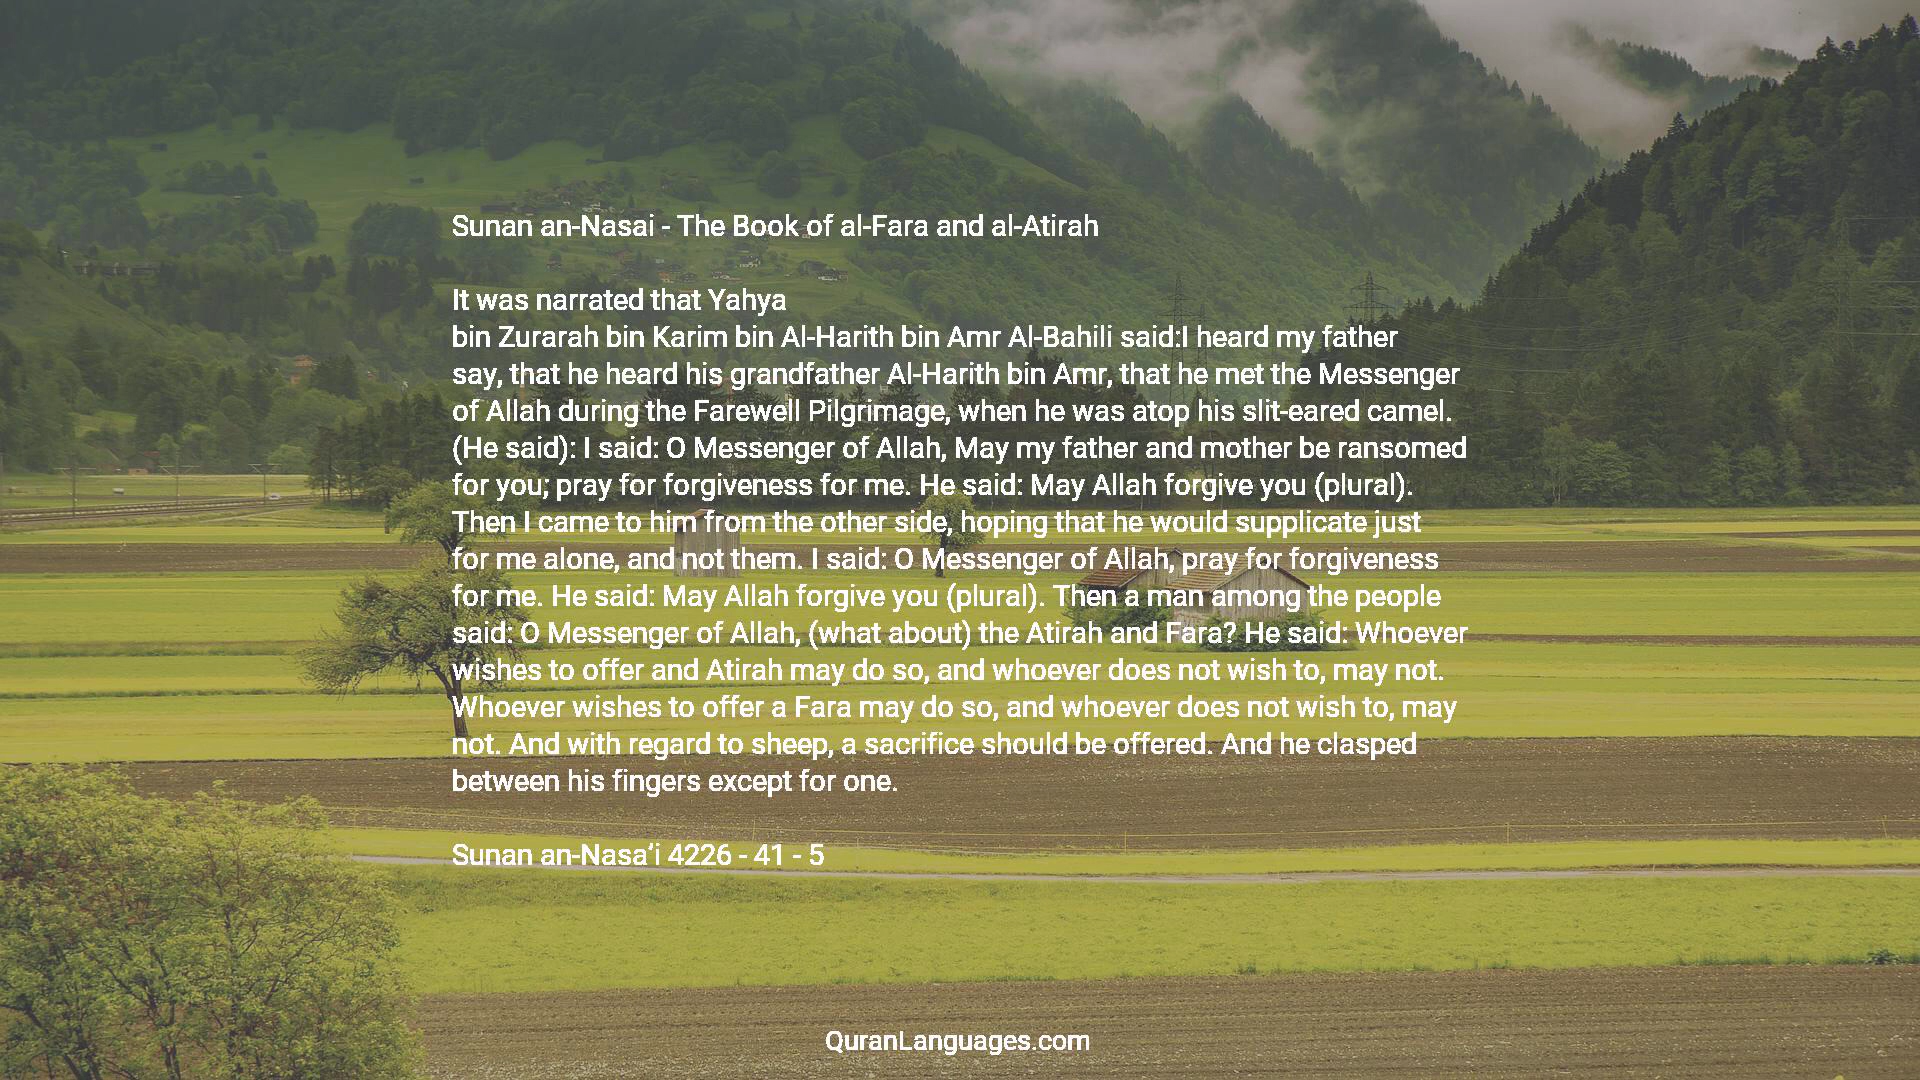 Sunan an-Nasai - The Book of al-Fara and al-Atirah
It was narrated that Yahya
bin Zurarah bin Karim bin Al-Harith bin Amr Al-Bahili said:I heard my father
say, that he heard his grandfather Al-Harith bin Amr, that he met the Messenger
of Allah during the Farewell Pilgrimage, when he was atop his slit-eared camel.
(He said): I said: O Messenger of Allah, May my father and mother be ransomed
for you; pray for forgiveness for me. He said: May Allah forgive you (plural).
Then I came to him from the other side, hoping that he would supplicate just
for me alone, and not them. I said: O Messenger of Allah, pray for forgiveness
for me. He said: May Allah forgive you (plural). Then a man among the people
said: O Messenger of Allah, (what about) the Atirah and Fara? He said: Whoever
wishes to offer and Atirah may do so, and whoever does not wish to, may not.
Whoever wishes to offer a Fara may do so, and whoever does not wish to, may
not. And with regard to sheep, a sacrifice should be offered. And he clasped
between his fingers except for one.
Sunan an-Nasa’i 4226 - 41 - 5
QuranLanguages.com